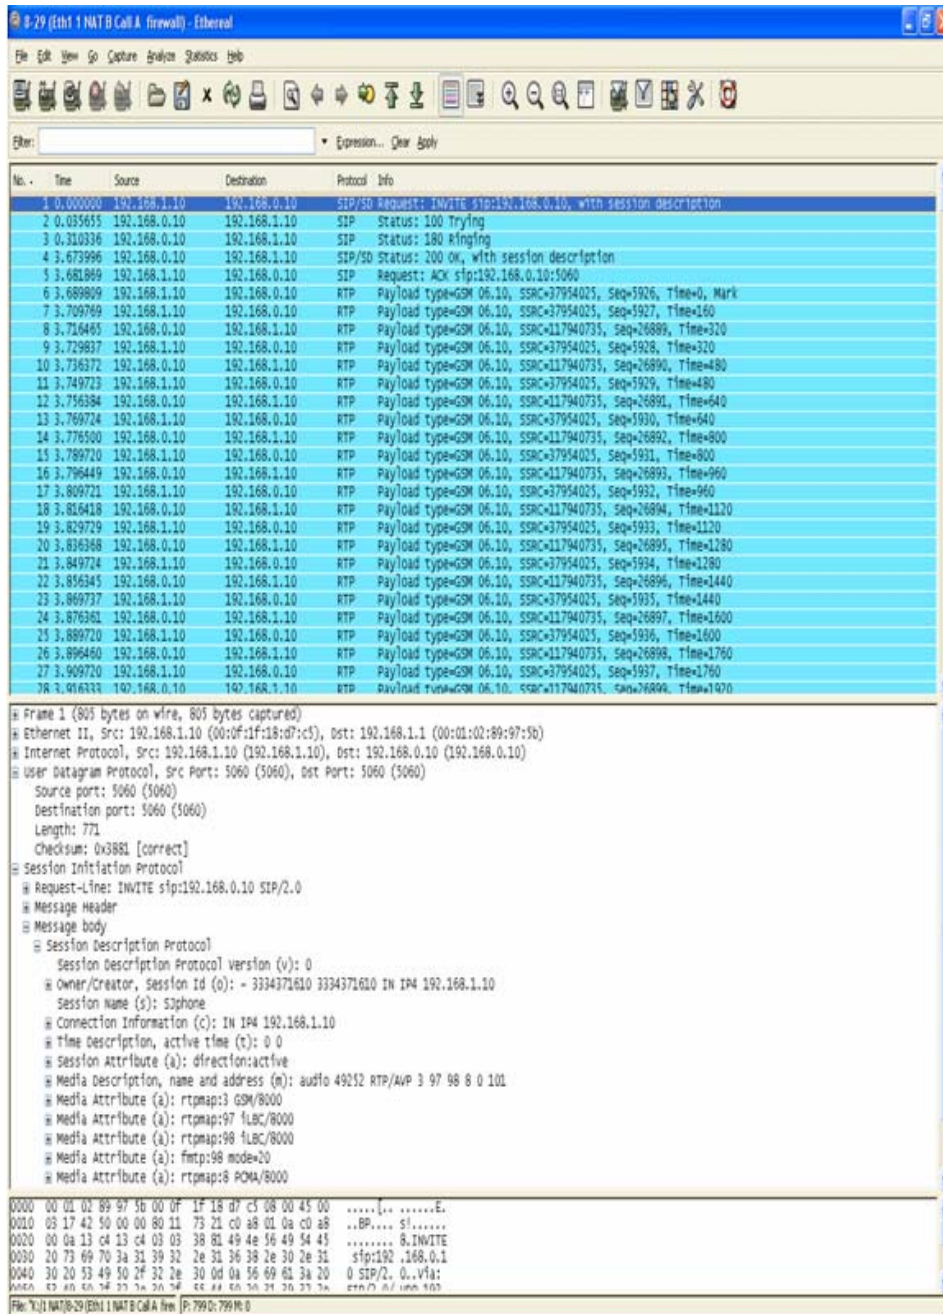 8-29 (Eth1 1 NAT B Call A firewall) - Ethereal
File Edit View Go Capture Analyze Statistics Help
Filter: Expression... Clear Apply
No. - Time Source Destination Protocol Info
1 0.000000 192.168.1.10 192.168.0.10 SIP/SD Request: INVITE sip:192.168.0.10, with session description
2 0.035655 192.168.0.10 192.168.1.10 SIP Status: 100 Trying
3 0.310336 192.168.0.10 192.168.1.10 SIP Status: 180 Ringing
4 3.673996 192.168.0.10 192.168.1.10 SIP/SD Status: 200 OK, with session description
5 3.681869 192.168.1.10 192.168.0.10 SIP Request: ACK sip:192.168.0.10:5060
6 3.689809 192.168.1.10 192.168.0.10 RTP Payload type=GSM 06.10, SSRC=37954025, Seq=5926, Time=0, Mark
7 3.709769 192.168.1.10 192.168.0.10 RTP Payload type=GSM 06.10, SSRC=37954025, Seq=5927, Time=160
8 3.716465 192.168.0.10 192.168.1.10 RTP Payload type=GSM 06.10, SSRC=117940735, Seq=26889, Time=320
9 3.729837 192.168.1.10 192.168.0.10 RTP Payload type=GSM 06.10, SSRC=37954025, Seq=5928, Time=320
10 3.736372 192.168.0.10 192.168.1.10 RTP Payload type=GSM 06.10, SSRC=117940735, Seq=26890, Time=480
11 3.749723 192.168.1.10 192.168.0.10 RTP Payload type=GSM 06.10, SSRC=37954025, Seq=5929, Time=480
12 3.756384 192.168.0.10 192.168.1.10 RTP Payload type=GSM 06.10, SSRC=117940735, Seq=26891, Time=640
13 3.769724 192.168.1.10 192.168.0.10 RTP Payload type=GSM 06.10, SSRC=37954025, Seq=5930, Time=640
14 3.776500 192.168.0.10 192.168.1.10 RTP Payload type=GSM 06.10, SSRC=117940735, Seq=26892, Time=800
15 3.789720 192.168.1.10 192.168.0.10 RTP Payload type=GSM 06.10, SSRC=37954025, Seq=5931, Time=800
16 3.796449 192.168.0.10 192.168.1.10 RTP Payload type=GSM 06.10, SSRC=117940735, Seq=26893, Time=960
17 3.809721 192.168.1.10 192.168.0.10 RTP Payload type=GSM 06.10, SSRC=37954025, Seq=5932, Time=960
18 3.816418 192.168.0.10 192.168.1.10 RTP Payload type=GSM 06.10, SSRC=117940735, Seq=26894, Time=1120
19 3.829729 192.168.1.10 192.168.0.10 RTP Payload type=GSM 06.10, SSRC=37954025, Seq=5933, Time=1120
20 3.836368 192.168.0.10 192.168.1.10 RTP Payload type=GSM 06.10, SSRC=117940735, Seq=26895, Time=1280
21 3.849724 192.168.1.10 192.168.0.10 RTP Payload type=GSM 06.10, SSRC=37954025, Seq=5934, Time=1280
22 3.856345 192.168.0.10 192.168.1.10 RTP Payload type=GSM 06.10, SSRC=117940735, Seq=26896, Time=1440
23 3.869737 192.168.1.10 192.168.0.10 RTP Payload type=GSM 06.10, SSRC=37954025, Seq=5935, Time=1440
24 3.876361 192.168.0.10 192.168.1.10 RTP Payload type=GSM 06.10, SSRC=117940735, Seq=26897, Time=1600
25 3.889720 192.168.1.10 192.168.0.10 RTP Payload type=GSM 06.10, SSRC=37954025, Seq=5936, Time=1600
26 3.896460 192.168.0.10 192.168.1.10 RTP Payload type=GSM 06.10, SSRC=117940735, Seq=26898, Time=1760
27 3.909720 192.168.1.10 192.168.0.10 RTP Payload type=GSM 06.10, SSRC=37954025, Seq=5937, Time=1760
28 3.916333 192.168.0.10 192.168.1.10 RTP Payload type=GSM 06.10, SSRC=117940735, Seq=26899, Time=1920
Frame 1 (805 bytes on wire, 805 bytes captured)
Ethernet II, Src: 192.168.1.10 (00:0f:1f:18:d7:c5), Dst: 192.168.1.1 (00:01:02:89:97:5b)
Internet Protocol, Src: 192.168.1.10 (192.168.1.10), Dst: 192.168.0.10 (192.168.0.10)
User Datagram Protocol, Src Port: 5060 (5060), Dst Port: 5060 (5060)
Source port: 5060 (5060)
Destination port: 5060 (5060)
Length: 771
Checksum: 0x3881 [correct]
Session Initiation Protocol
Request-Line: INVITE sip:192.168.0.10 SIP/2.0
Message Header
Message body
Session Description Protocol
Session Description Protocol Version (v): 0
Owner/Creator, Session Id (o): - 3334371610 3334371610 IN IP4 192.168.1.10
Session Name (s): SJphone
Connection Information (c): IN IP4 192.168.1.10
Time Description, active time (t): 0 0
Session Attribute (a): direction:active
Media Description, name and address (m): audio 49252 RTP/AVP 3 97 98 8 0 101
Media Attribute (a): rtpmap:3 GSM/8000
Media Attribute (a): rtpmap:97 iLBC/8000
Media Attribute (a): rtpmap:98 iLBC/8000
Media Attribute (a): fmtp:98 mode=20
Media Attribute (a): rtpmap:8 PCMA/8000
0000 00 01 02 89 97 5b 00 0f 1f 18 d7 c5 08 00 45 00 .....[.. ......E.
0010 03 17 42 50 00 00 80 11 73 21 c0 a8 01 0a c0 a8 ..BP.... s!......
0020 00 0a 13 c4 13 c4 03 03 38 81 49 4e 56 49 54 45 ........ 8.INVITE
0030 20 73 69 70 3a 31 39 32 2e 31 36 38 2e 30 2e 31 sip:192 .168.0.1
0040 30 20 53 49 50 2f 32 2e 30 0d 0a 56 69 61 3a 20 0 SIP/2. 0..Via:
File: "K:/1 NAT/8-29 (Eth1 1 NAT B Call A firew P: 799 D: 799 M: 0